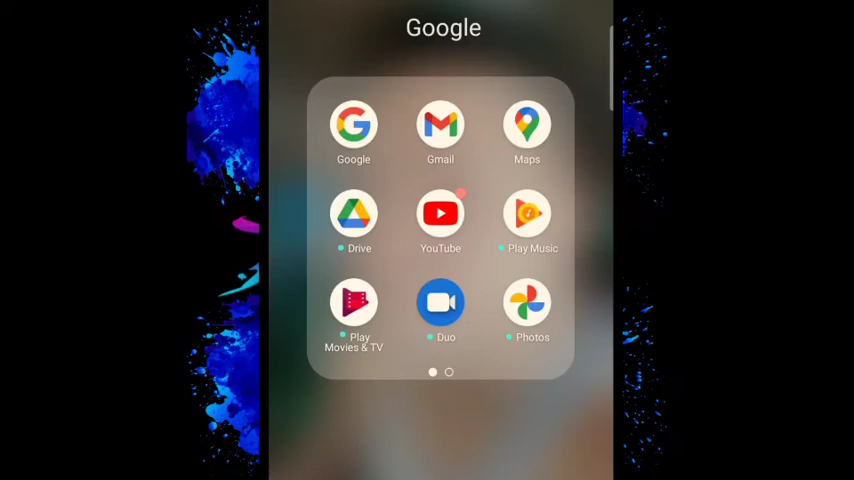 Google
Google
Gmail
Maps
Drive
YouTube
Play Music
Play
Movies & TV
Duo
Photos